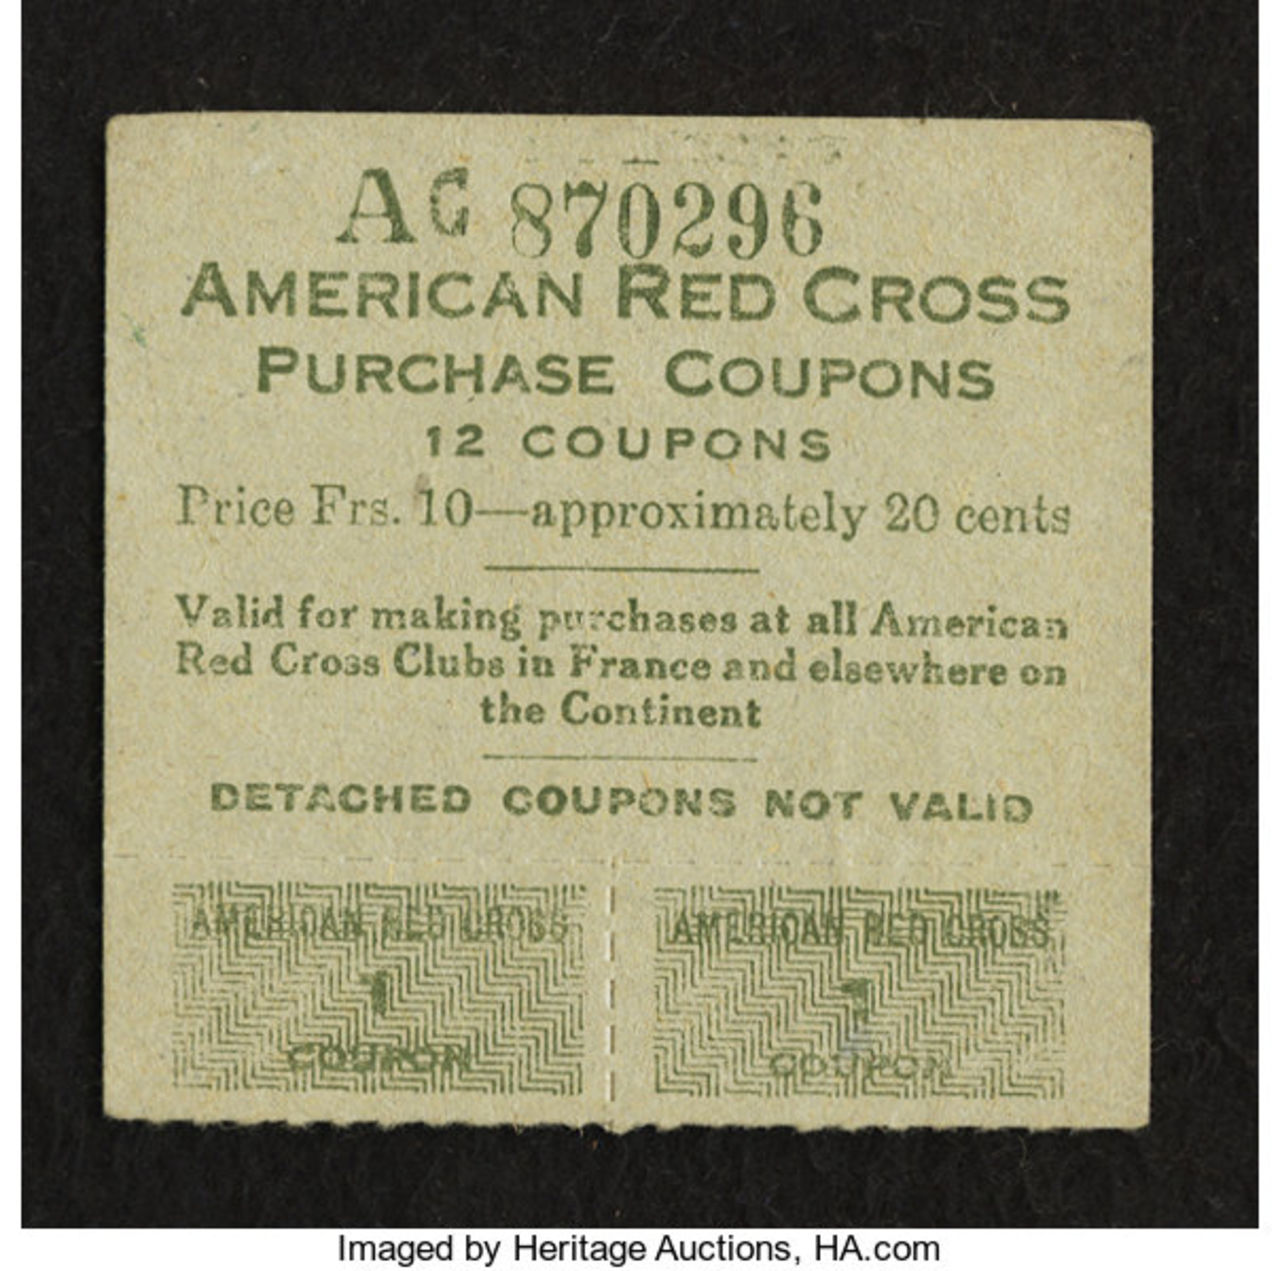 AC 870296
AMERICAN RED CROSS
PURCHASE COUPONS
12 COUPONS
Price Frs. 10—approximately 20 cents
Valid for making purchases at all American
Red Cross Clubs in France and elsewhere on
the Continent
DETACHED COUPONS NOT VALID
AMERICAN RED CROSS
1
COUPON
AMERICAN RED CROSS
1
COUPON
Imaged by Heritage Auctions, HA.com